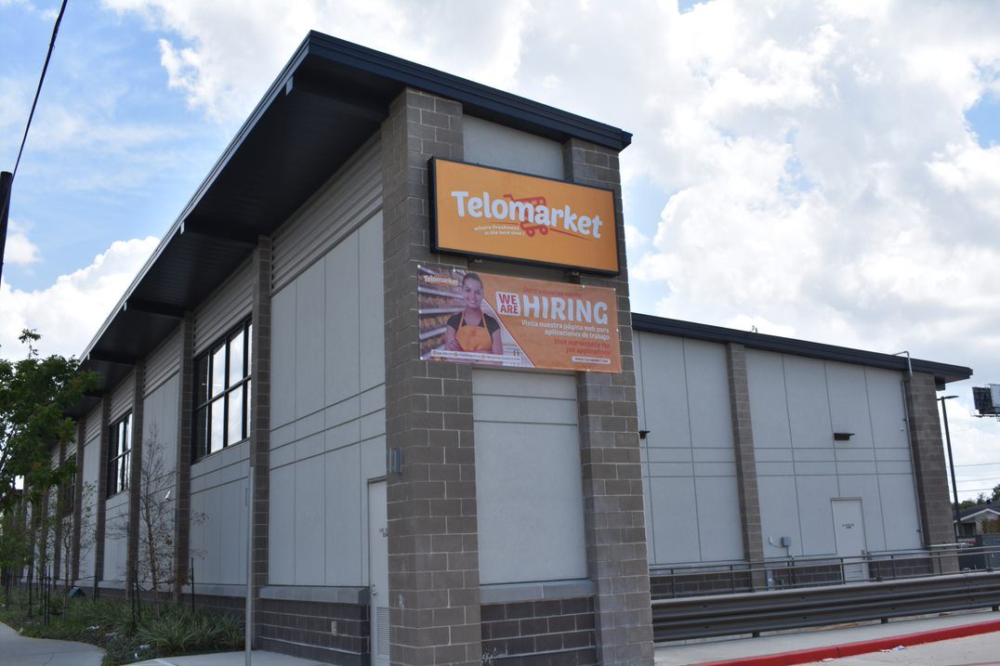 Telomarket
where freshness
is the best deal!
Telomarket
ÚNETE A NUESTRO EQUIPO
WE
ARE
HIRING
Visita nuestra página web para
aplicaciones de trabajo
Visit our website for
job applications